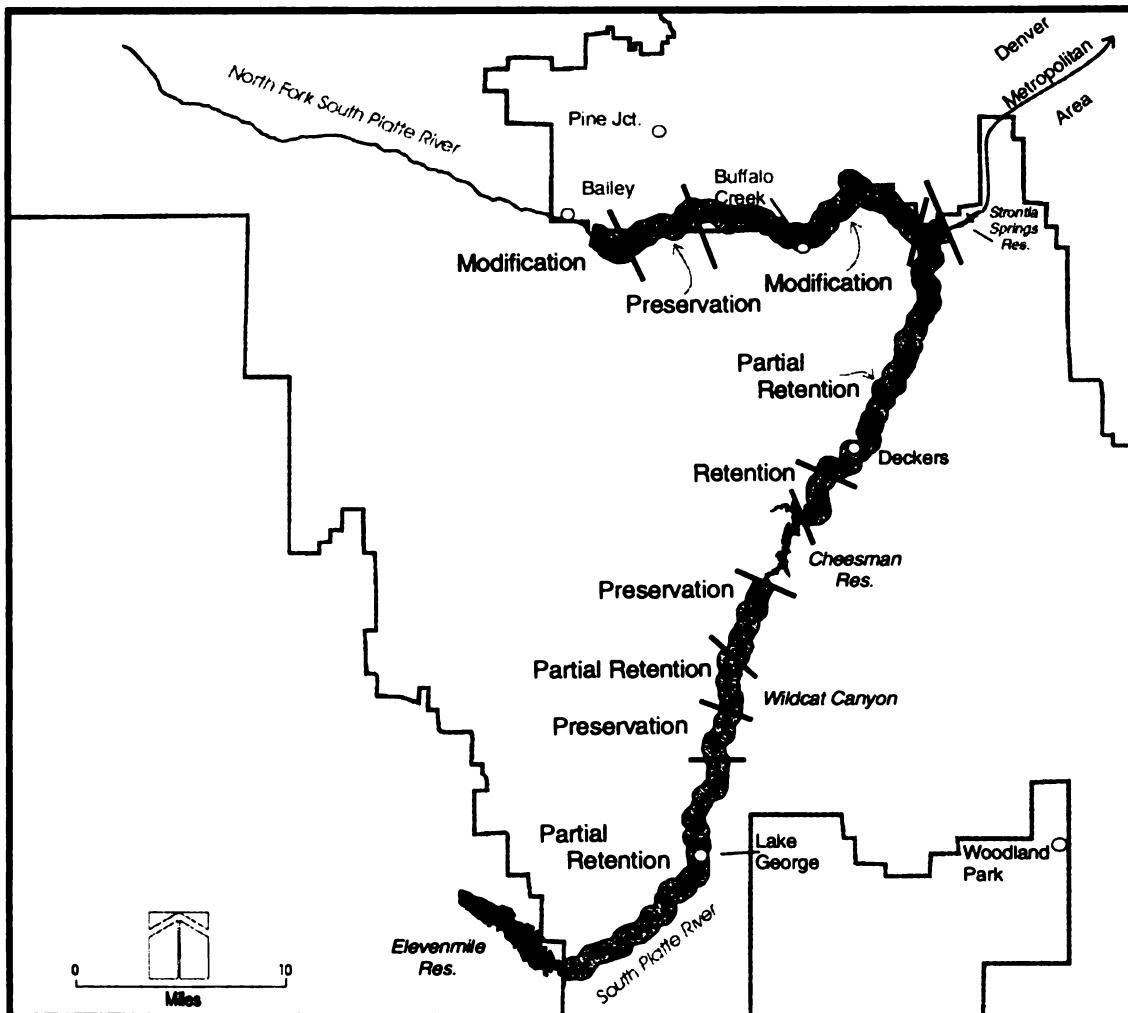 Denver
Metropolitan
Area
North Fork South Platte River
Pine Jct.
Bailey
Buffalo
Creek
Strontia
Springs
Res.
Modification
Preservation
Modification
Partial
Retention
Deckers
Retention
Cheesman
Res.
Preservation
Partial Retention
Wildcat Canyon
Preservation
Partial
Retention
Lake
George
Woodland
Park
Elevenmile
Res.
South Platte River
0 10
Miles